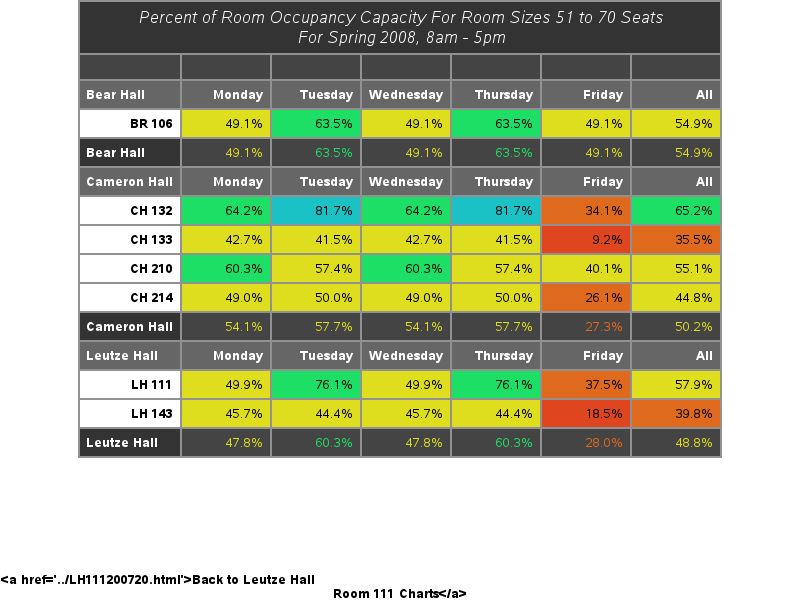 Percent of Room Occupancy Capacity For Room Sizes 51 to 70 Seats
For Spring 2008, 8am - 5pm
Bear Hall Monday Tuesday Wednesday Thursday Friday All
BR 106 49.1% 63.5% 49.1% 63.5% 49.1% 54.9%
Bear Hall 49.1% 63.5% 49.1% 63.5% 49.1% 54.9%
Cameron Hall Monday Tuesday Wednesday Thursday Friday All
CH 132 64.2% 81.7% 64.2% 81.7% 34.1% 65.2%
CH 133 42.7% 41.5% 42.7% 41.5% 9.2% 35.5%
CH 210 60.3% 57.4% 60.3% 57.4% 40.1% 55.1%
CH 214 49.0% 50.0% 49.0% 50.0% 26.1% 44.8%
Cameron Hall 54.1% 57.7% 54.1% 57.7% 27.3% 50.2%
Leutze Hall Monday Tuesday Wednesday Thursday Friday All
LH 111 49.9% 76.1% 49.9% 76.1% 37.5% 57.9%
LH 143 45.7% 44.4% 45.7% 44.4% 18.5% 39.8%
Leutze Hall 47.8% 60.3% 47.8% 60.3% 28.0% 48.8%
<a href='../LH111200720.html'>Back to Leutze Hall
Room 111 Charts</a>